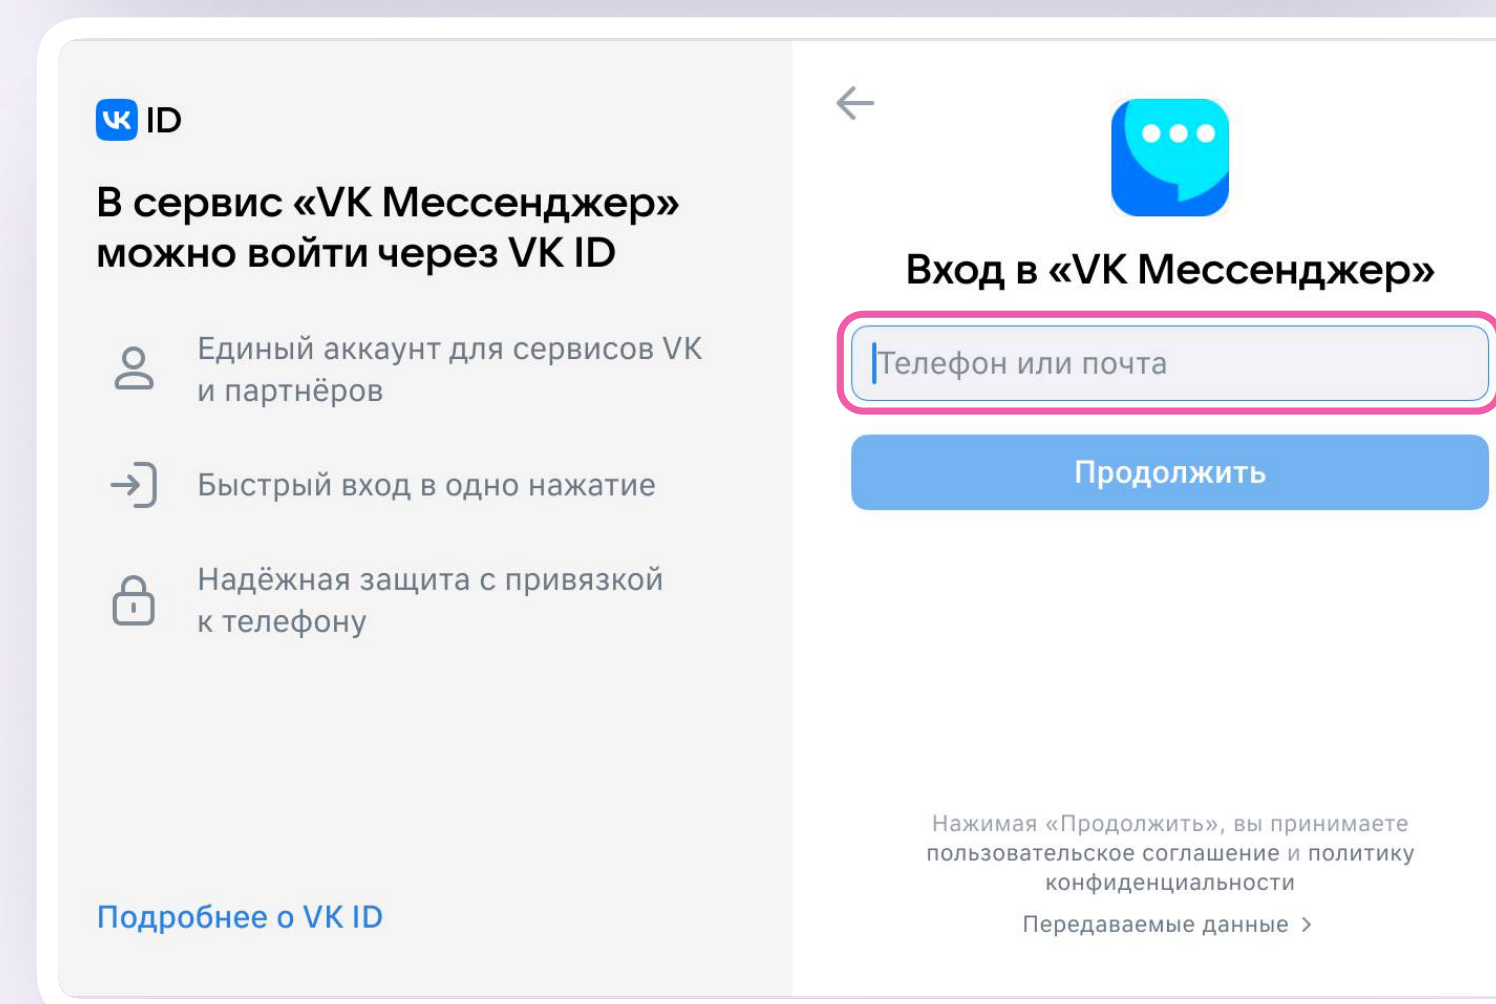 VK ID
В сервис «VK Мессенджер»
можно войти через VK ID
Единый аккаунт для сервисов VK
и партнёров
Быстрый вход в одно нажатие
Надёжная защита с привязкой
к телефону
Подробнее о VK ID
Вход в «VK Мессенджер»
Телефон или почта
Продолжить
Нажимая «Продолжить», вы принимаете
пользовательское соглашение и политику
конфиденциальности
Передаваемые данные >